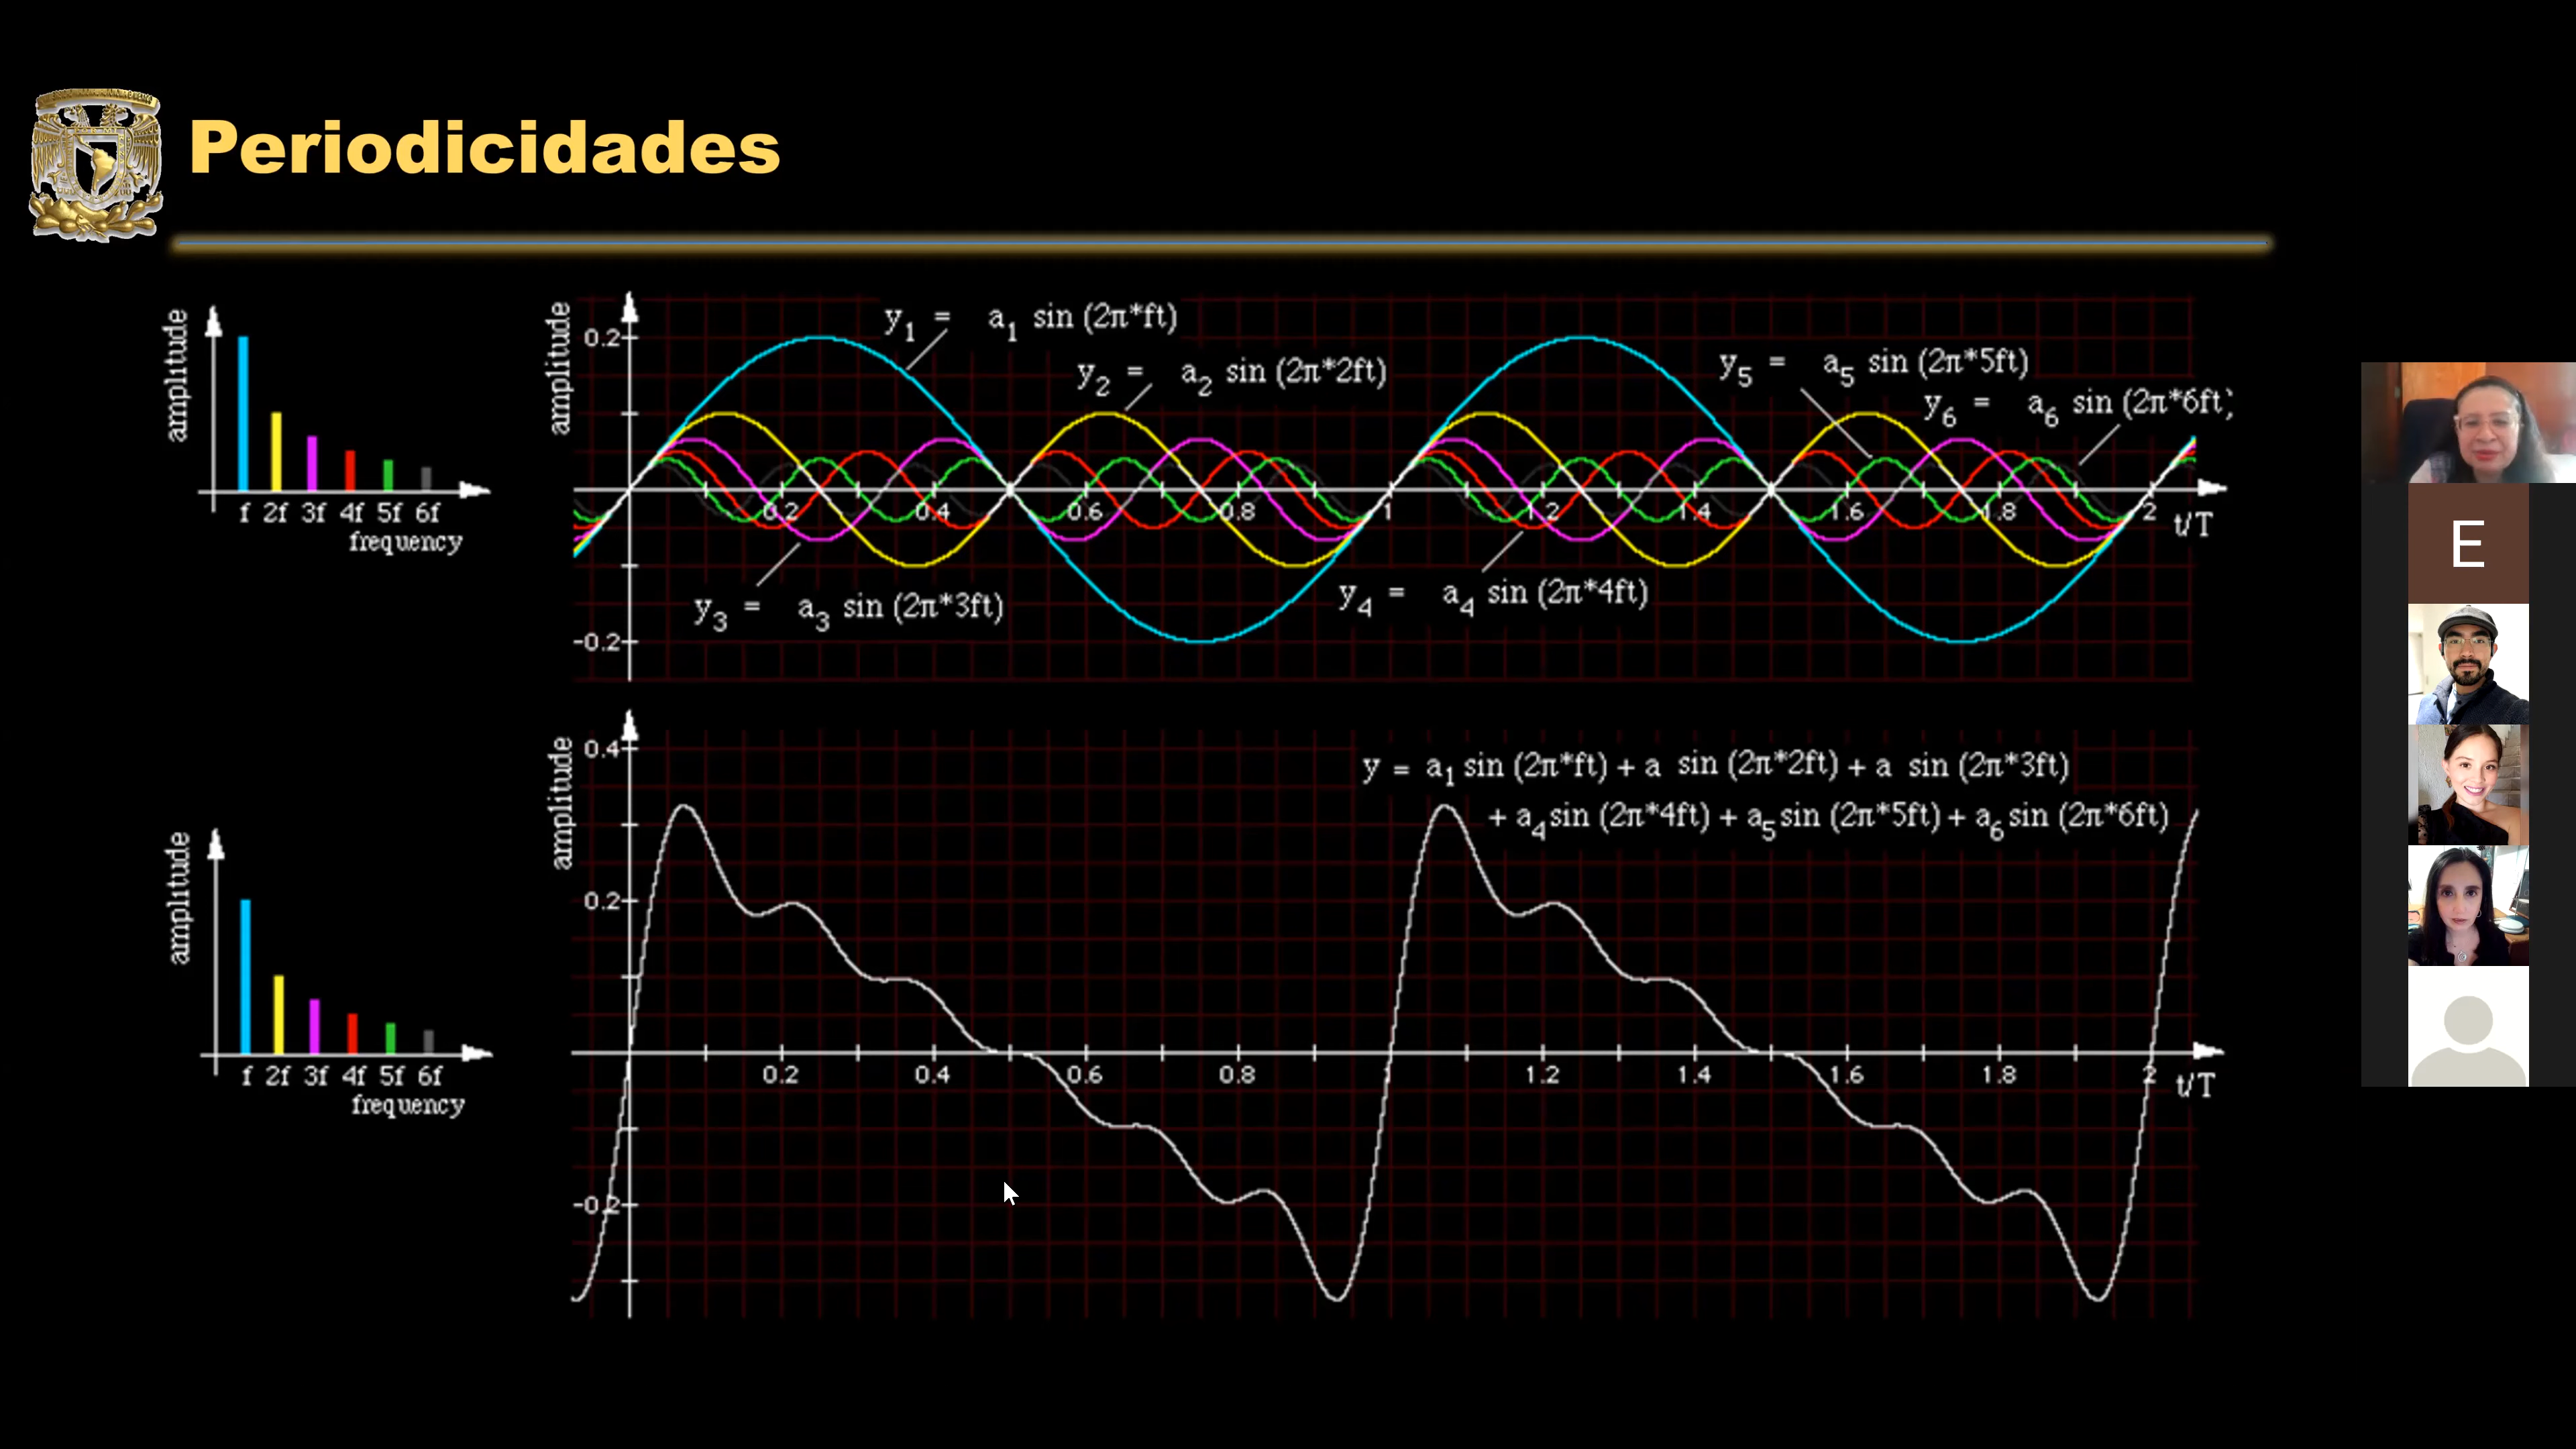 Periodicidades
amplitude
f 2f 3f 4f 5f 6f
frequency
amplitude
0.2
-0.2
0.2 0.4 0.6 0.8 1 1.2 1.4 1.6 1.8 2
t/T
y1 = a1 sin (2π*ft)
y2 = a2 sin (2π*2ft)
y5 = a5 sin (2π*5ft)
y6 = a6 sin (2π*6ft)
y3 = a3 sin (2π*3ft)
y4 = a4 sin (2π*4ft)
amplitude
f 2f 3f 4f 5f 6f
frequency
amplitude
0.4
0.2
-0.2
y = a1 sin (2π*ft) + a sin (2π*2ft) + a sin (2π*3ft)
+ a4 sin (2π*4ft) + a5 sin (2π*5ft) + a6 sin (2π*6ft)
0.2 0.4 0.6 0.8 1.2 1.4 1.6 1.8 2
t/T
E